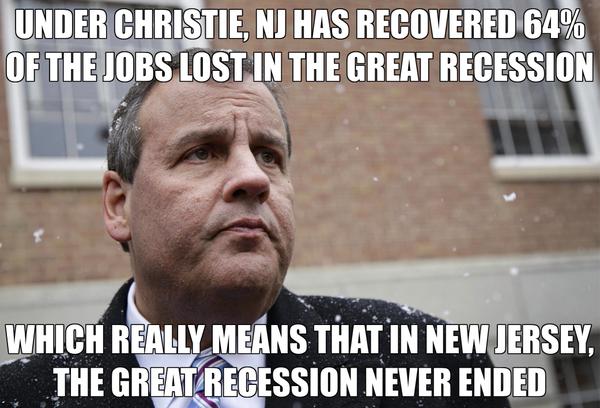 UNDER CHRISTIE, NJ HAS RECOVERED 64%
OF THE JOBS LOST IN THE GREAT RECESSION
WHICH REALLY MEANS THAT IN NEW JERSEY,
THE GREAT RECESSION NEVER ENDED